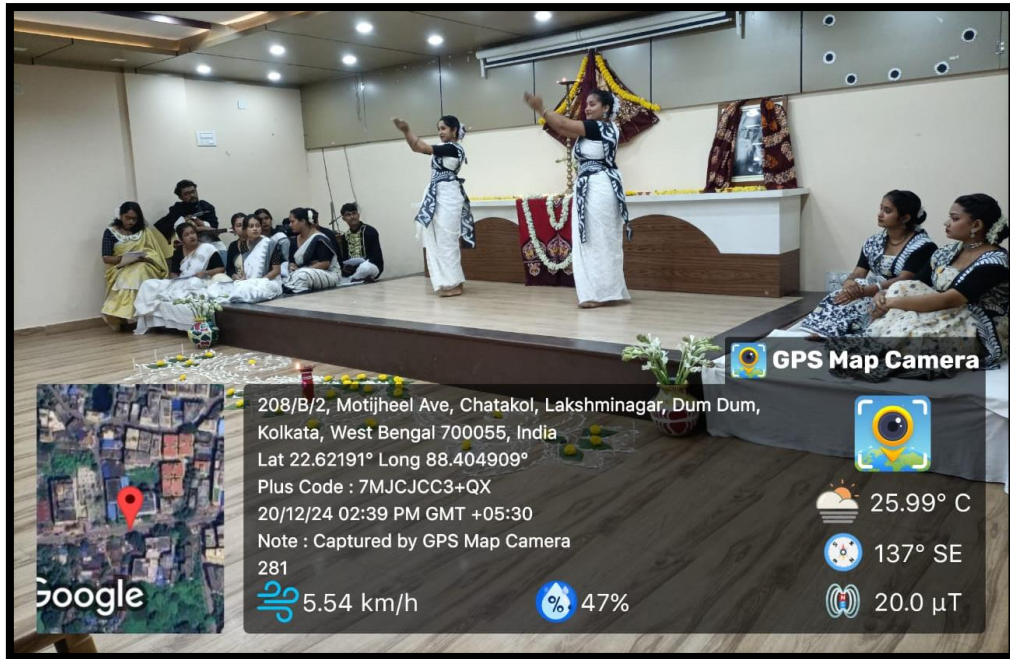 GPS Map Camera
208/B/2, Motijheel Ave, Chatakol, Lakshminagar, Dum Dum,
Kolkata, West Bengal 700055, India
Lat 22.62191° Long 88.404909°
Plus Code : 7MJCJCC3+QX
20/12/24 02:39 PM GMT +05:30
Note : Captured by GPS Map Camera
281
25.99° C
137° SE
5.54 km/h
47%
20.0 µT
Google